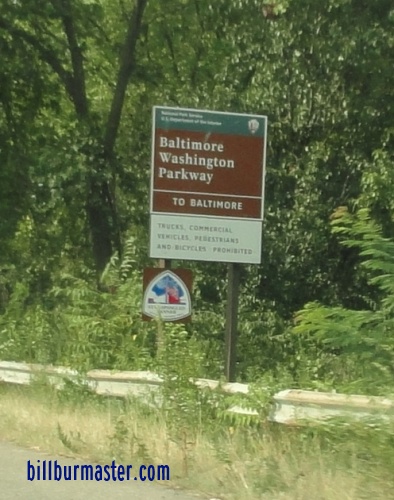 National Park Service
U.S. Department of the Interior
Baltimore
Washington
Parkway
TO BALTIMORE
TRUCKS, COMMERCIAL
VEHICLES, PEDESTRIANS
AND BICYCLES PROHIBITED
billburmaster.com